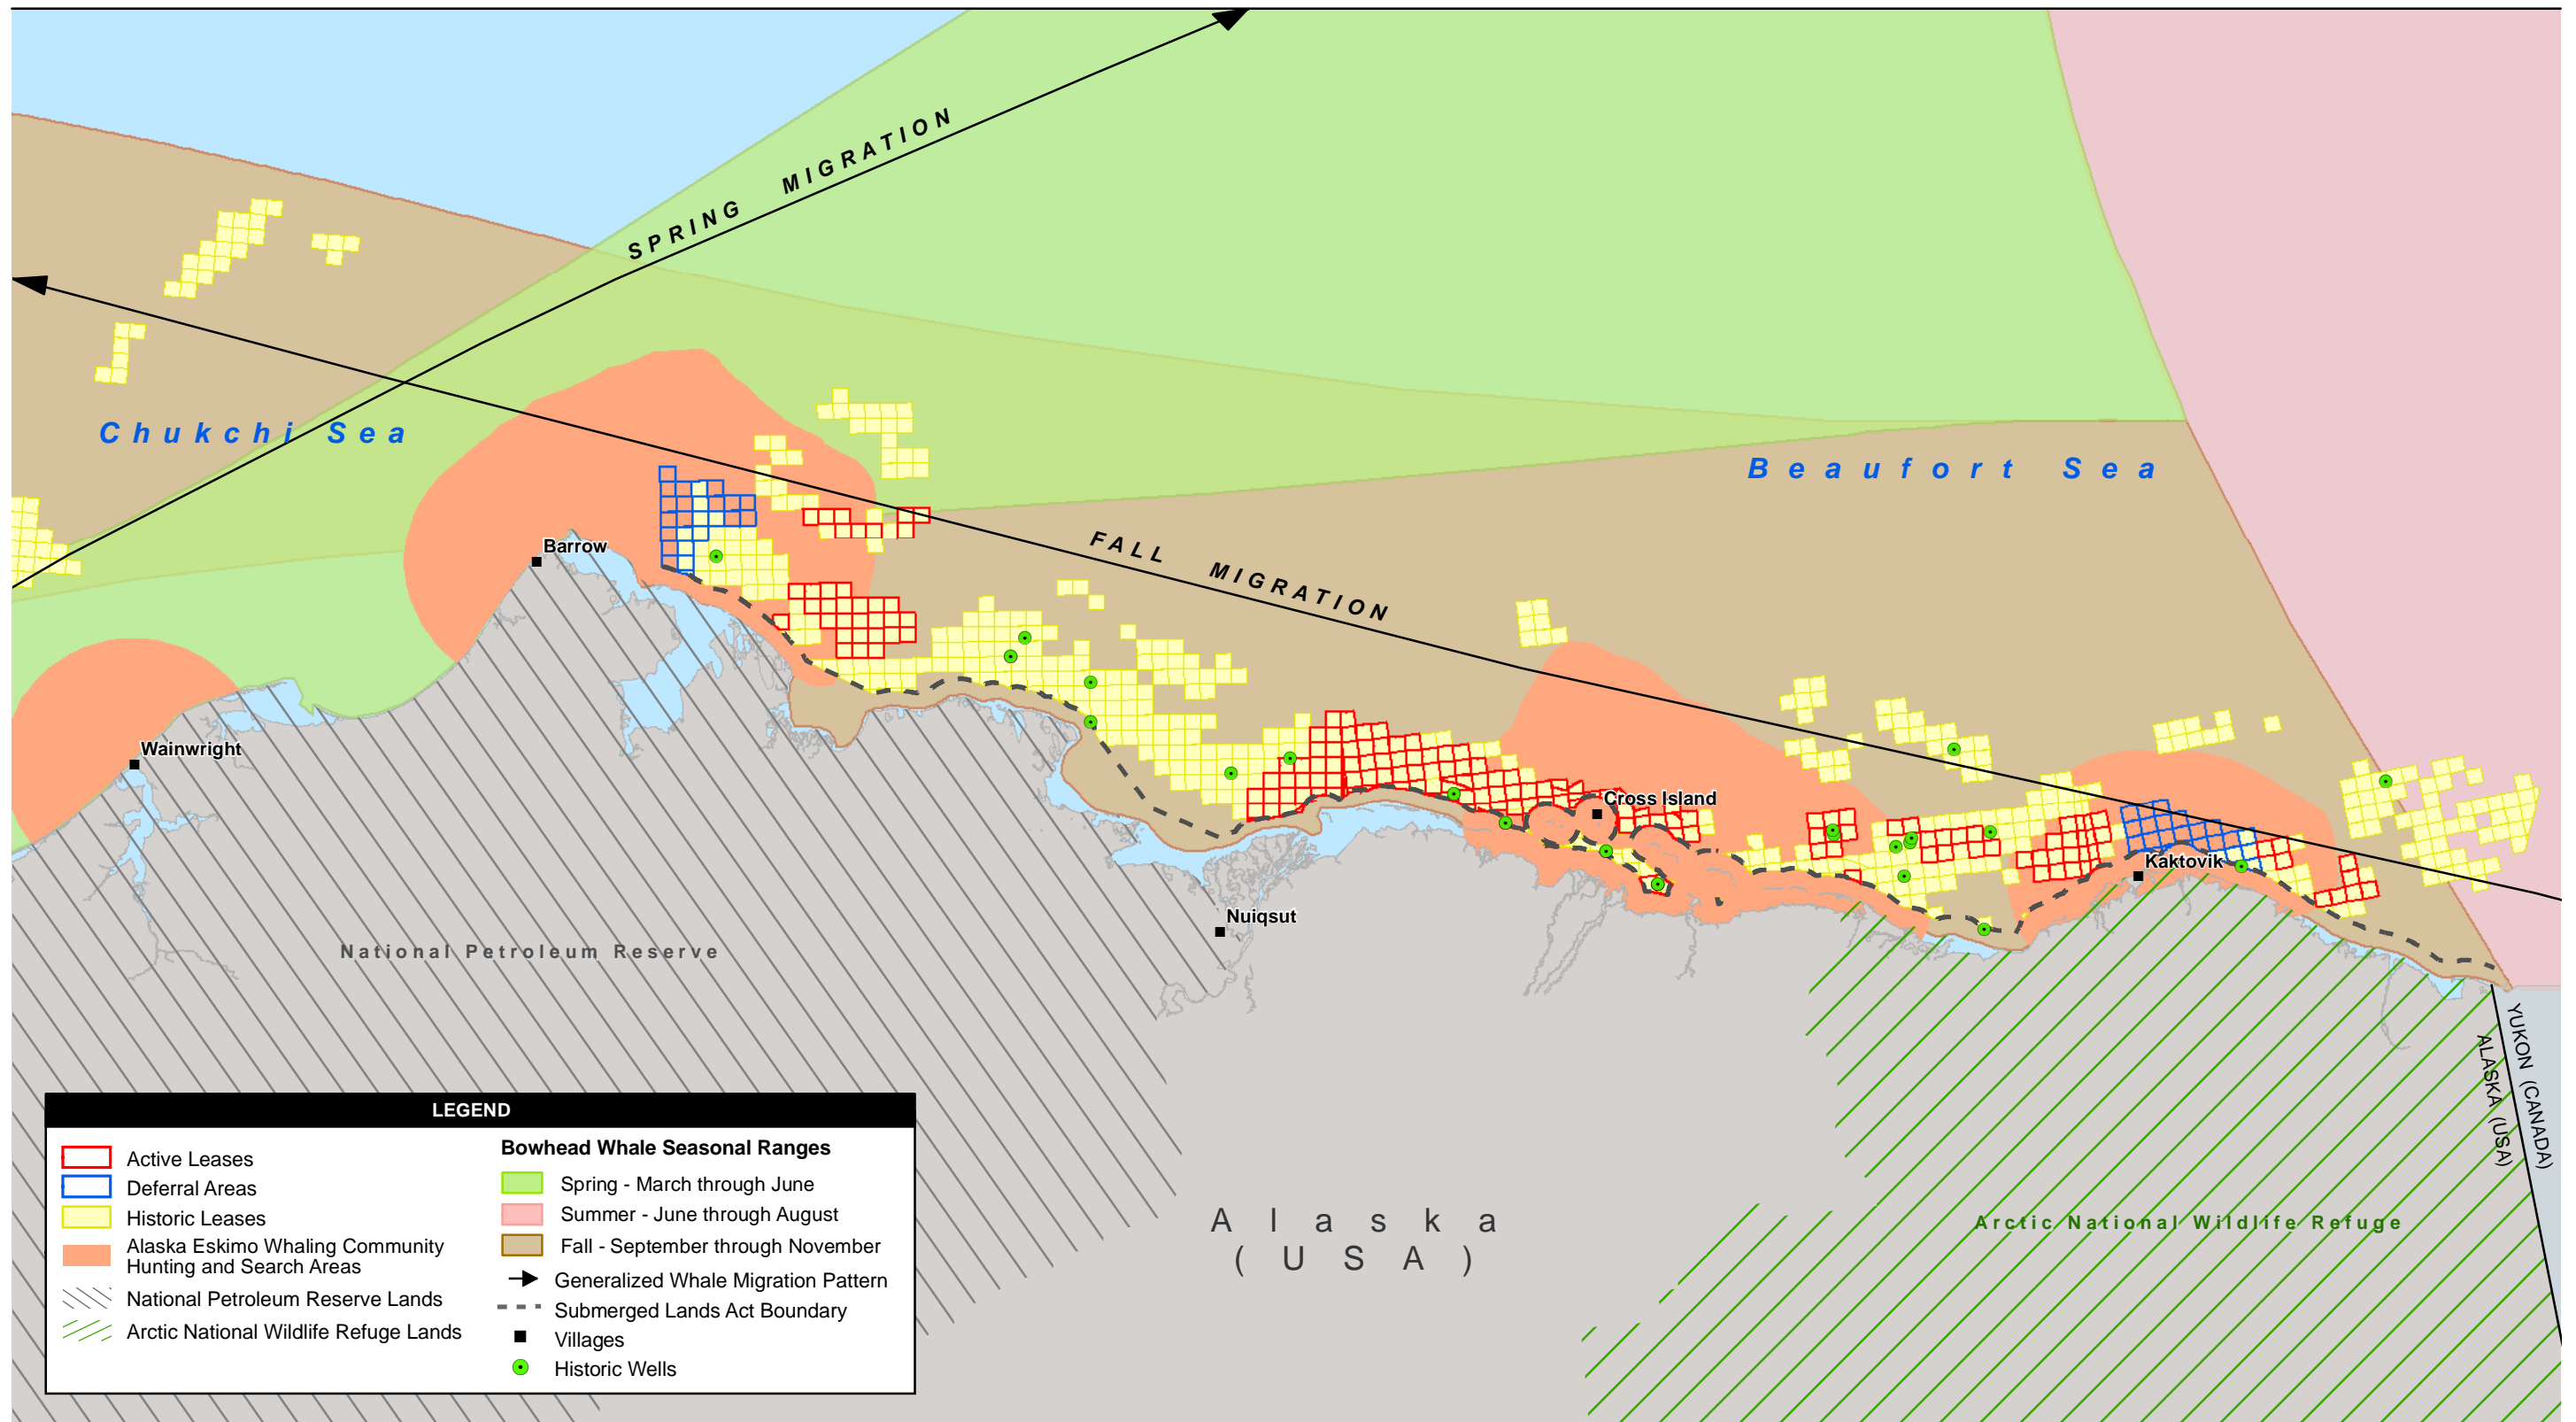 SPRING MIGRATION
Chukchi Sea
Beaufort Sea
FALL MIGRATION
Barrow
Wainwright
Cross Island
Kaktovik
Nuiqsut
National Petroleum Reserve
YUKON (CANADA)
ALASKA (USA)
Alaska
(USA)
Arctic National Wildlife Refuge
LEGEND
Active Leases
Deferral Areas
Historic Leases
Alaska Eskimo Whaling Community
Hunting and Search Areas
National Petroleum Reserve Lands
Arctic National Wildlife Refuge Lands
Bowhead Whale Seasonal Ranges
Spring - March through June
Summer - June through August
Fall - September through November
Generalized Whale Migration Pattern
Submerged Lands Act Boundary
Villages
Historic Wells